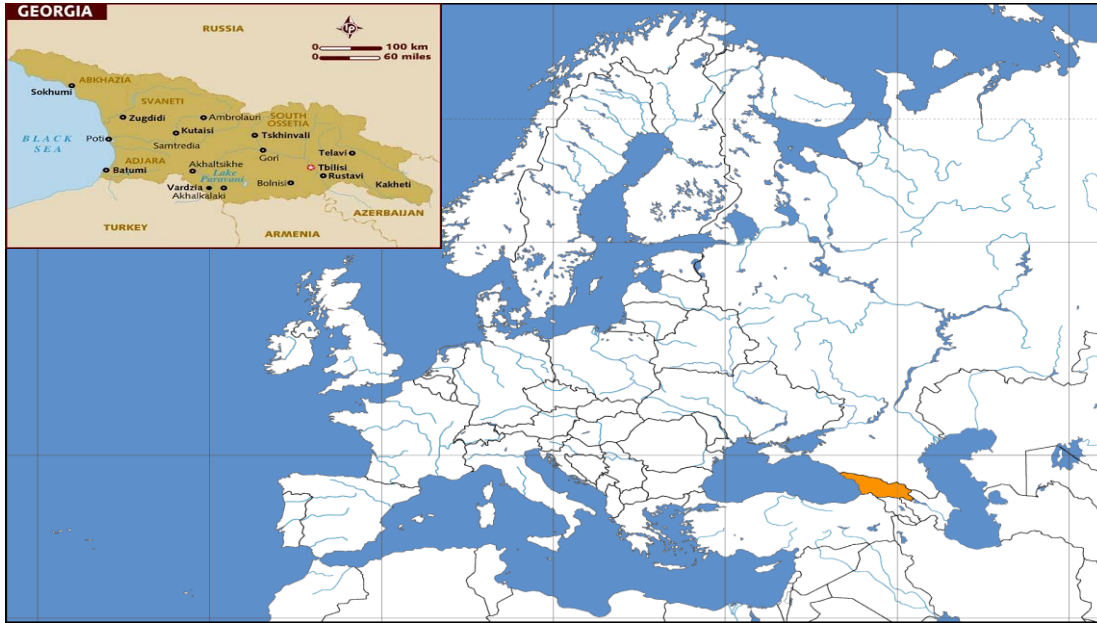 GEORGIA
RUSSIA
LP
0 100 km
0 60 miles
ABKHAZIA
Sokhumi
SVANETI
Zugdidi
Ambrolauri
SOUTH
OSSETIA
Kutaisi
Tskhinvali
Poti
BLACK
SEA
Samtredia
Gori
Telavi
ADJARA
Akhaltsikhe
Batumi
Lake
Paravani
Tbilisi
Rustavi
Bolnisi
Kakheti
Vardzia
Akhalkalaki
AZERBAIJAN
TURKEY
ARMENIA